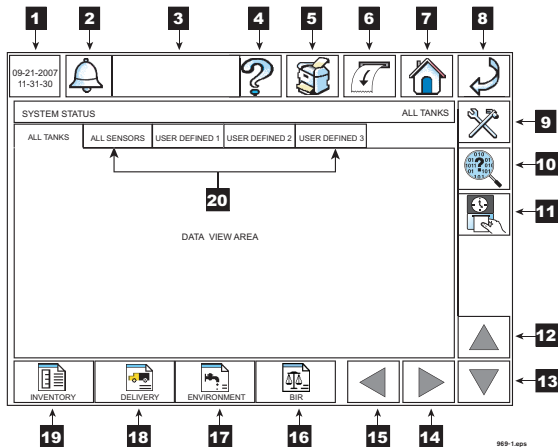 1 2 3 4 5 6 7 8
09-21-2007
11-31-30
SYSTEM STATUS ALL TANKS
ALL TANKS ALL SENSORS USER DEFINED 1 USER DEFINED 2 USER DEFINED 3
9
10
11
20
DATA VIEW AREA
12
13
INVENTORY DELIVERY ENVIRONMENT BIR
19 18 17 16 15 14
969-1.eps